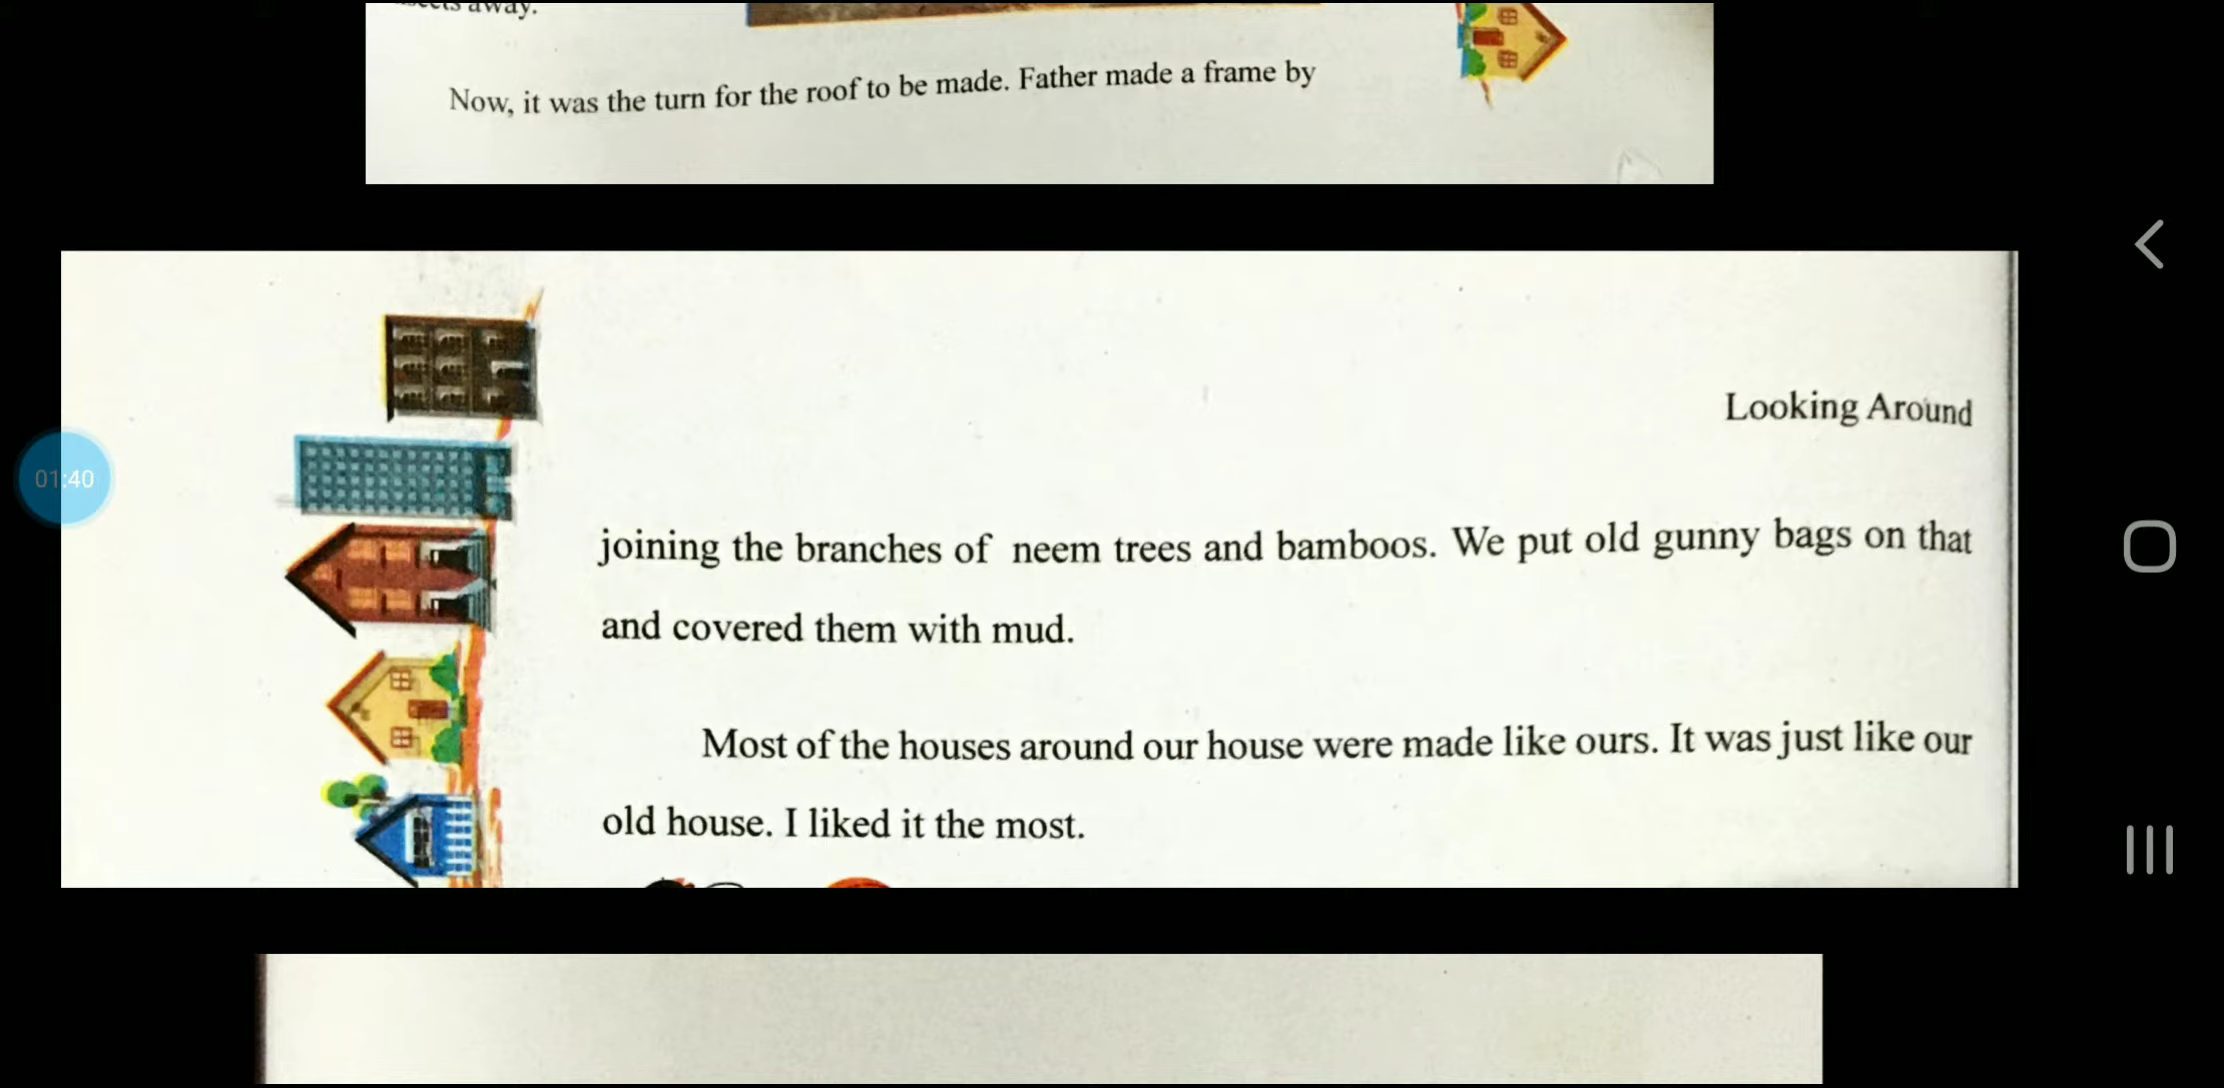 away.
Now, it was the turn for the roof to be made. Father made a frame by
Looking Around
01:40
joining the branches of neem trees and bamboos. We put old gunny bags on that
and covered them with mud.
Most of the houses around our house were made like ours. It was just like our
old house. I liked it the most.